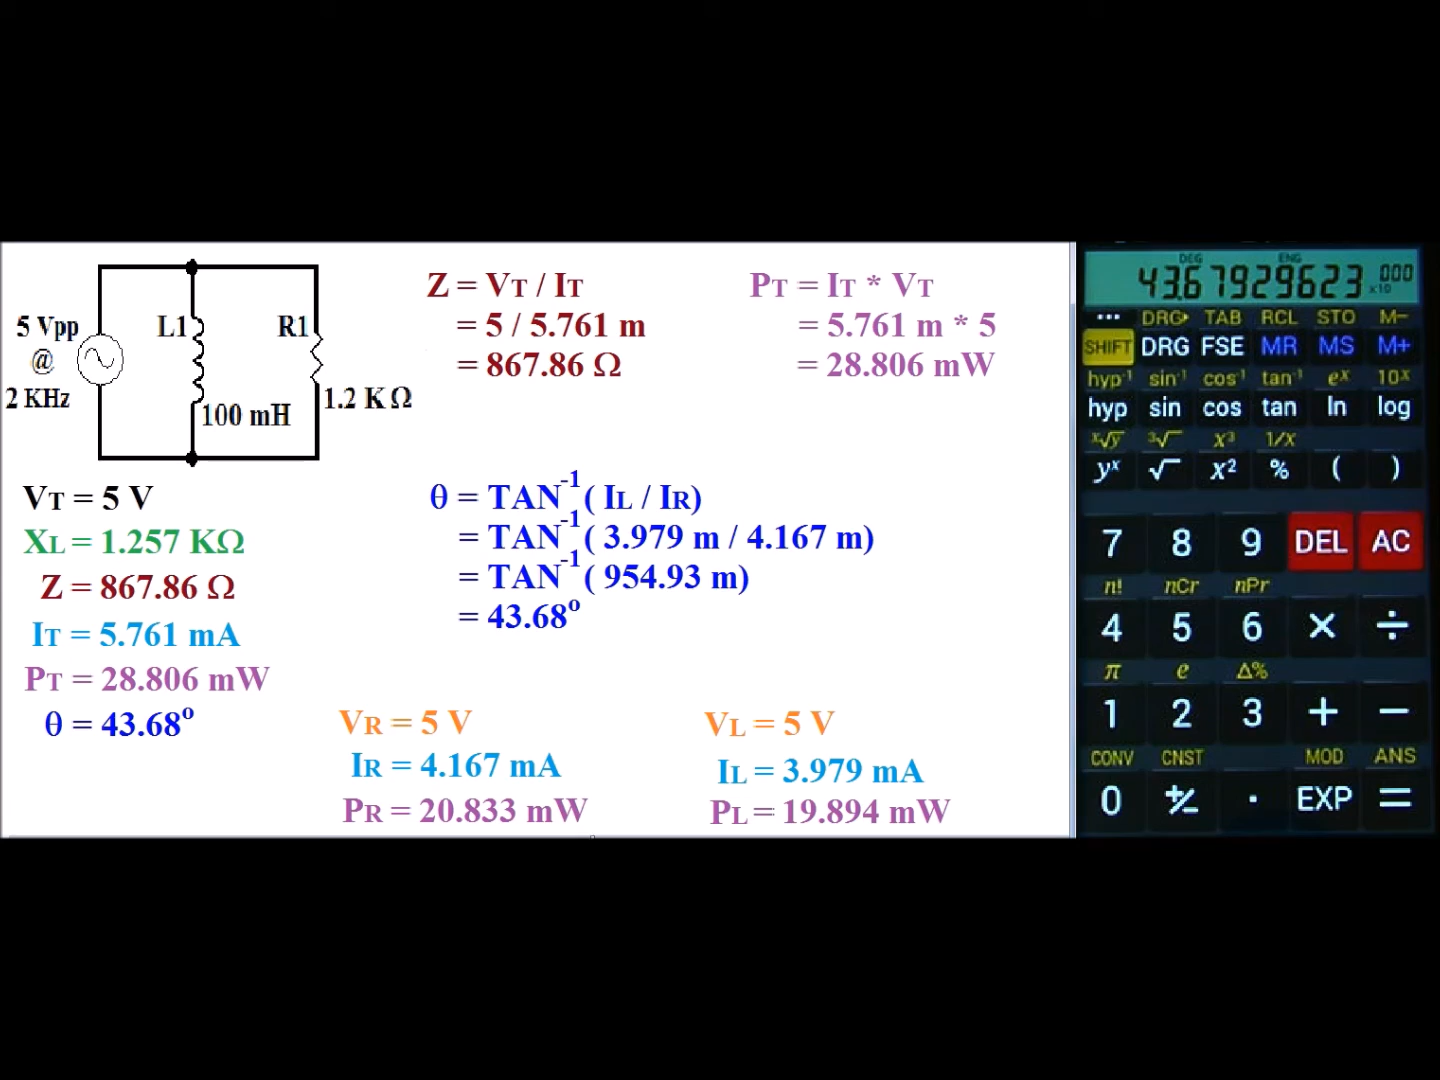 5 Vpp
@
2 KHz
L1
100 mH
R1
1.2 K Ω
VT = 5 V
XL = 1.257 KΩ
Z = 867.86 Ω
IT = 5.761 mA
PT = 28.806 mW
θ = 43.68°
Z = VT / IT
= 5 / 5.761 m
= 867.86 Ω
PT = IT * VT
= 5.761 m * 5
= 28.806 mW
θ = TAN⁻¹( IL / IR)
= TAN⁻¹( 3.979 m / 4.167 m)
= TAN⁻¹( 954.93 m)
= 43.68°
VR = 5 V
IR = 4.167 mA
PR = 20.833 mW
VL = 5 V
IL = 3.979 mA
PL = 19.894 mW
DEG ENG
43.67929623 x10 000
... DRG▸ TAB RCL STO M−
SHIFT DRG FSE MR MS M+
hyp⁻¹ sin⁻¹ cos⁻¹ tan⁻¹ eˣ 10ˣ
hyp sin cos tan ln log
ˣ√y ³√ x³ 1/x
yˣ √ x² % ( )
7 8 9 DEL AC
n! nCr nPr
4 5 6 × ÷
π e Δ%
1 2 3 + −
CONV CNST MOD ANS
0 +/− . EXP =